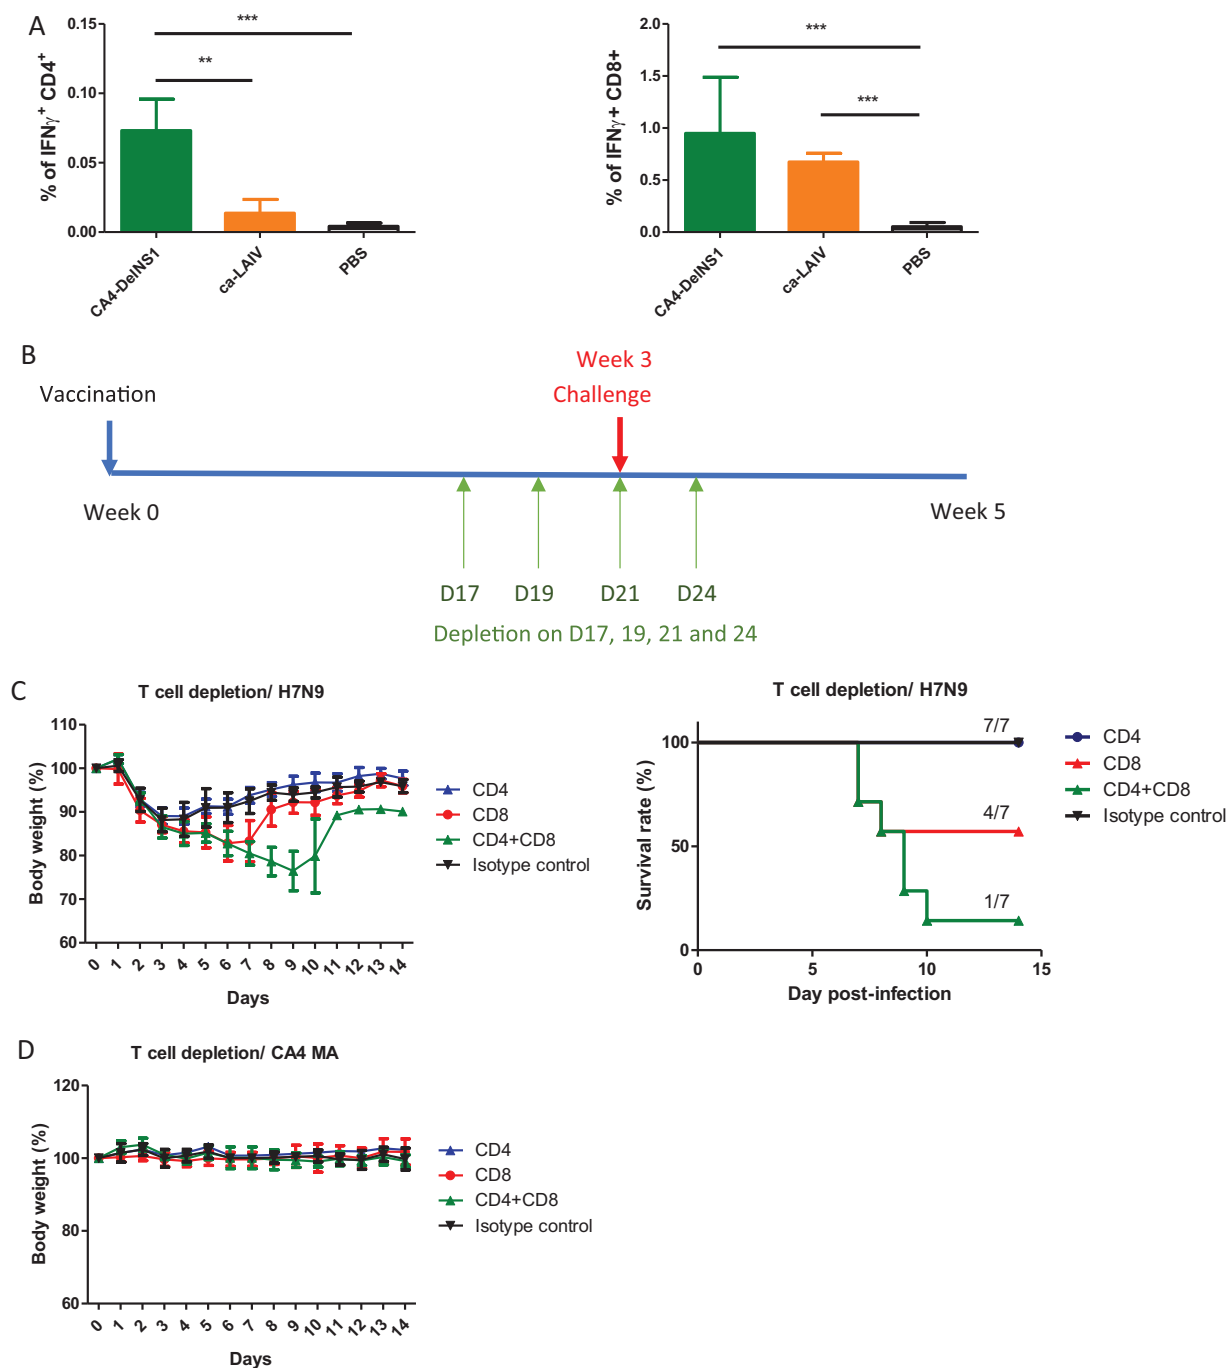 A
% of IFNγ+ CD4+
0.15
0.10
0.05
0.00
***
**
CA4-DelNS1
ca-LAIV
PBS
% of IFNγ+ CD8+
2.0
1.5
1.0
0.5
0.0
***
***
CA4-DelNS1
ca-LAIV
PBS
B
Week 3
Vaccination
Challenge
Week 0
Week 5
D17 D19 D21 D24
Depletion on D17, 19, 21 and 24
C
T cell depletion/ H7N9
Body weight (%)
110
100
90
80
70
60
0 1 2 3 4 5 6 7 8 9 10 11 12 13 14
Days
CD4
CD8
CD4+CD8
Isotype control
T cell depletion/ H7N9
Survival rate (%)
100
50
0
7/7
4/7
1/7
0 5 10 15
Day post-infection
CD4
CD8
CD4+CD8
Isotype control
D
T cell depletion/ CA4 MA
Body weight (%)
120
100
80
60
0 1 2 3 4 5 6 7 8 9 10 11 12 13 14
Days
CD4
CD8
CD4+CD8
Isotype control